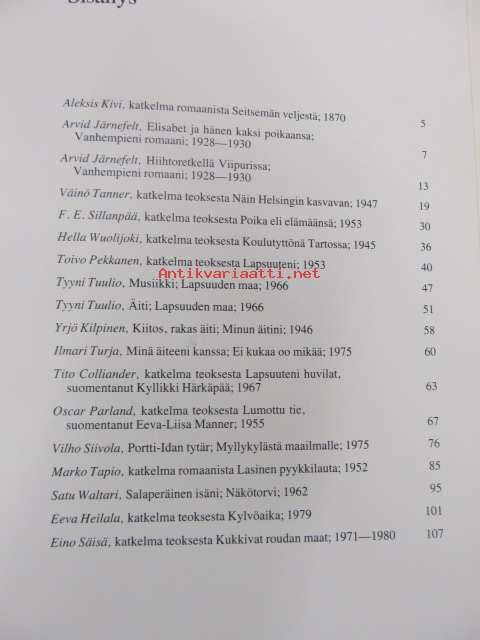 Sisällys
Aleksis Kivi, katkelma romaanista Seitsemän veljestä; 1870 5
Arvid Järnefelt, Elisabet ja hänen kaksi poikaansa;
Vanhempieni romaani; 1928—1930 7
Arvid Järnefelt, Hiihtoretkellä Viipurissa;
Vanhempieni romaani; 1928—1930 13
Väinö Tanner, katkelma teoksesta Näin Helsingin kasvavan; 1947 19
F. E. Sillanpää, katkelma teoksesta Poika eli elämäänsä; 1953 30
Hella Wuolijoki, katkelma teoksesta Koulutyttönä Tartossa; 1945 36
Toivo Pekkanen, katkelma teoksesta Lapsuuteni; 1953 40
Antikvariaatti.net
Tyyni Tuulio, Musiikki; Lapsuuden maa; 1966 47
Tyyni Tuulio, Äiti; Lapsuuden maa; 1966 51
Yrjö Kilpinen, Kiitos, rakas äiti; Minun äitini; 1946 58
Ilmari Turja, Minä äiteeni kanssa; Ei kukaa oo mikää; 1975 60
Tito Colliander, katkelma teoksesta Lapsuuteni huvilat,
suomentanut Kyllikki Härkäpää; 1967 63
Oscar Parland, katkelma teoksesta Lumottu tie,
suomentanut Eeva-Liisa Manner; 1955 67
Vilho Siivola, Portti-Idan tytär; Myllykylästä maailmalle; 1975 76
Marko Tapio, katkelma romaanista Lasinen pyykkilauta; 1952 85
Satu Waltari, Salaperäinen isäni; Näkötorvi; 1962 95
Eeva Heilala, katkelma teoksesta Kylvöaika; 1979 101
Eino Säisä, katkelma teoksesta Kukkivat roudan maat; 1971—1980 107